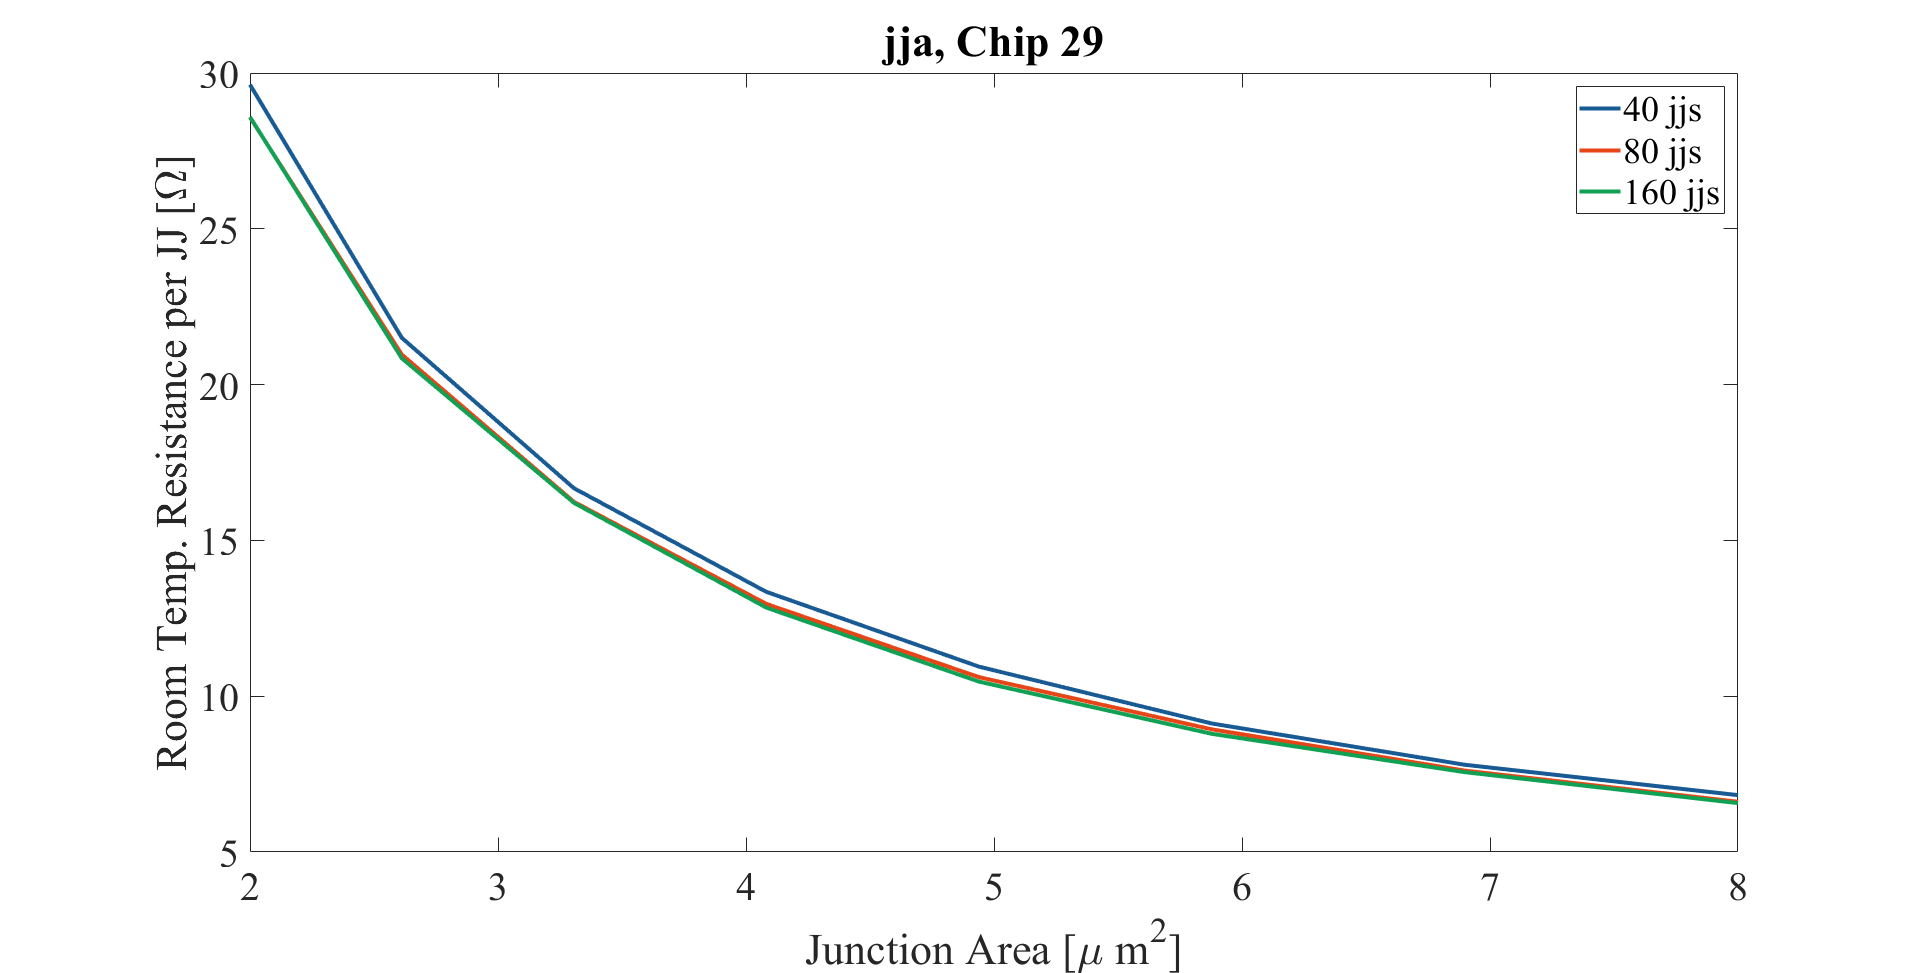 jja, Chip 29
30
25
20
15
10
5
Room Temp. Resistance per JJ [Ω]
40 jjs
80 jjs
160 jjs
2 3 4 5 6 7 8
Junction Area [μ m²]